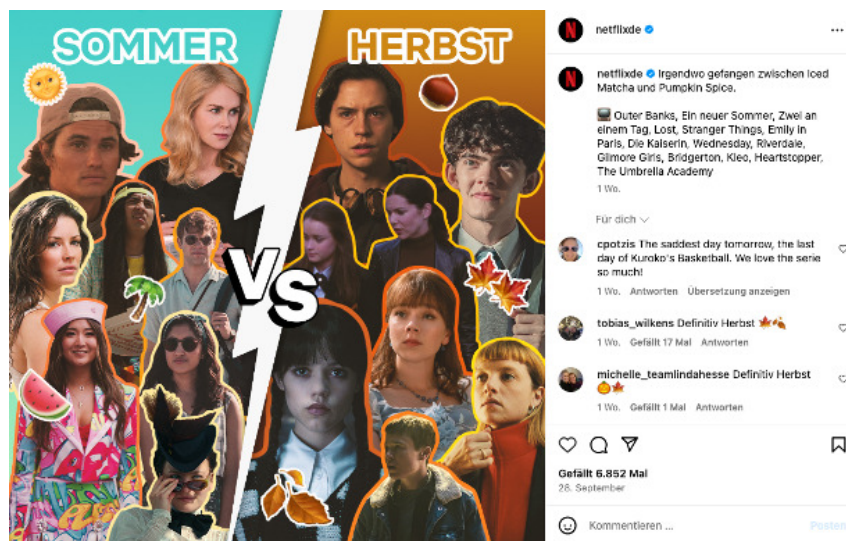 SOMMER
HERBST
VS
netflixde
netflixde Irgendwo gefangen zwischen Iced
Matcha und Pumpkin Spice.
📺 Outer Banks, Ein neuer Sommer, Zwei an
einem Tag, Lost, Stranger Things, Emily in
Paris, Die Kaiserin, Wednesday, Riverdale,
Gilmore Girls, Bridgerton, Kleo, Heartstopper,
The Umbrella Academy
1 Wo.
Für dich
cpotzis The saddest day tomorrow, the last
day of Kuroko's Basketball. We love the serie
so much!
1 Wo. Antworten Übersetzung anzeigen
tobias_wilkens Definitiv Herbst 🍁🍂
1 Wo. Gefällt 17 Mal Antworten
michelle_teamlindahesse Definitiv Herbst
🎃🍁
1 Wo. Gefällt 1 Mal Antworten
Gefällt 6.852 Mal
28. September
Kommentieren ...
Posten